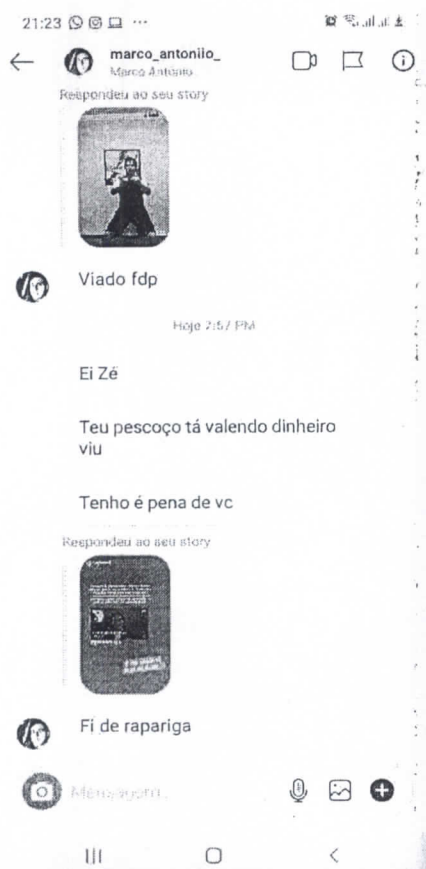 21:23
marco_antoniio_
Marco Antonio
Respondeu ao seu story
Viado fdp
Hoje 7:57 PM
Ei Zé
Teu pescoço tá valendo dinheiro
viu
Tenho é pena de vc
Respondeu ao seu story
Fi de rapariga
Mensagem...